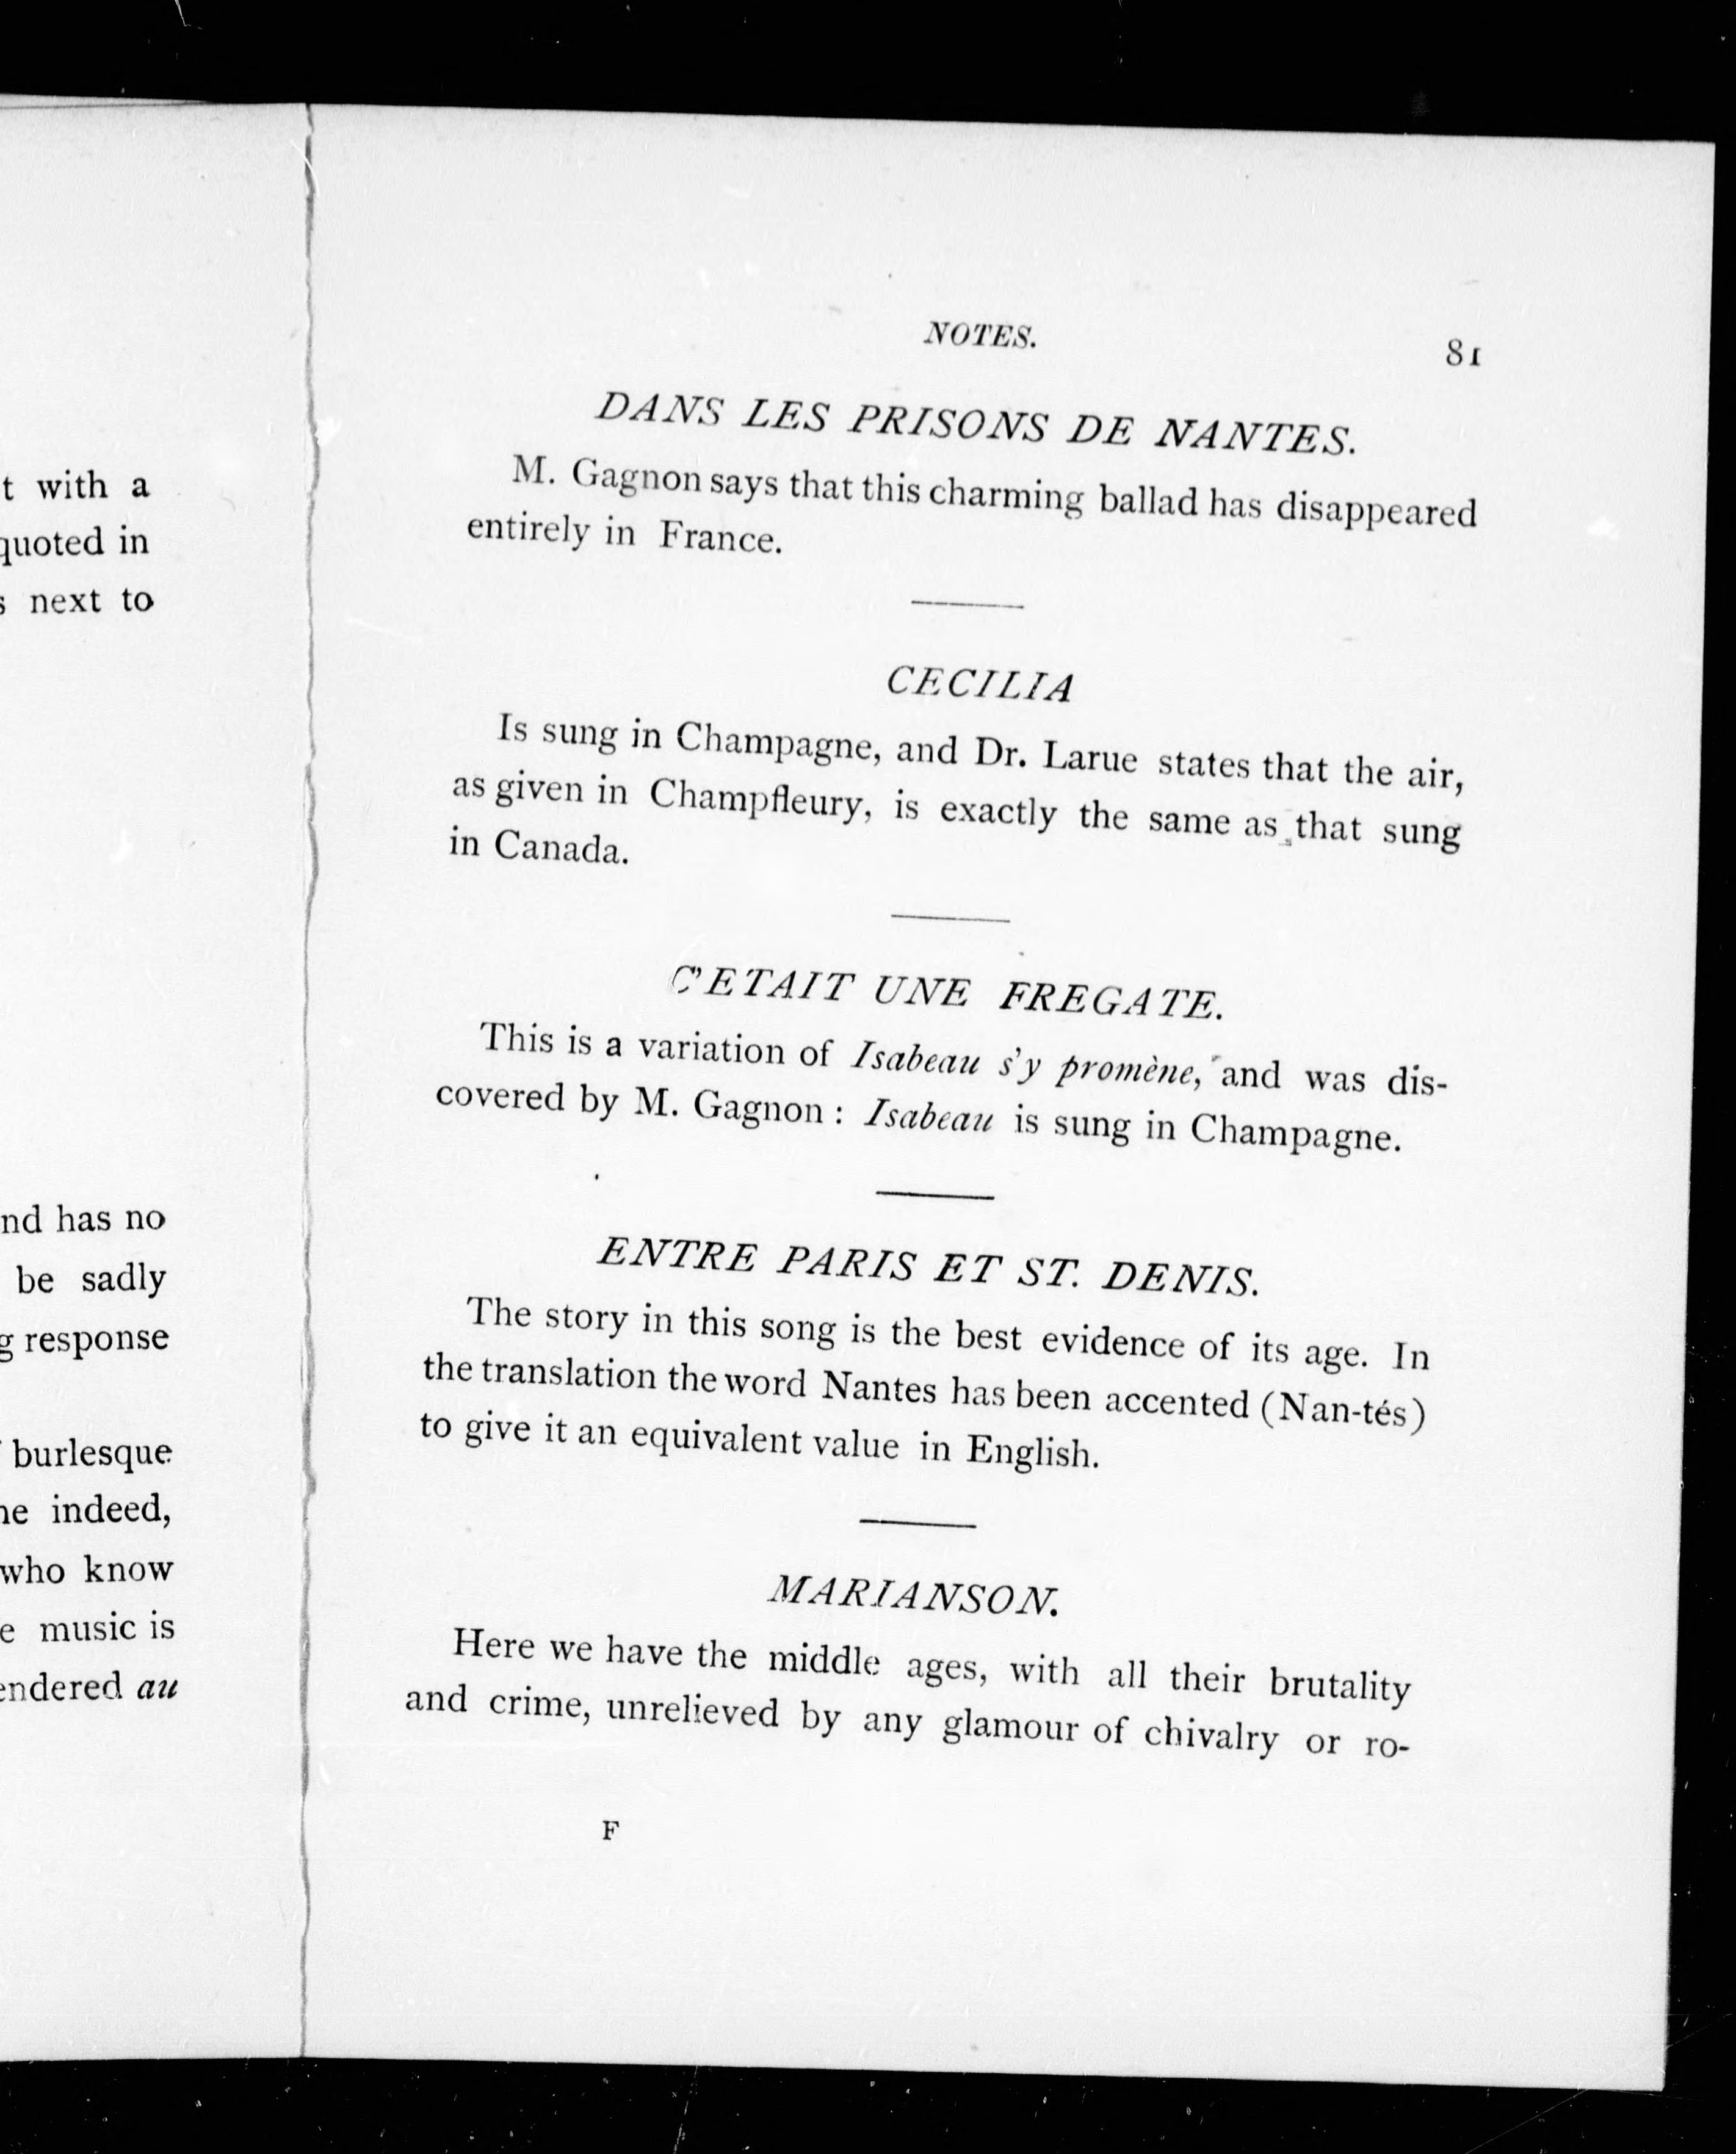 t with a
quoted in
s next to
nd has no
be sadly
g response
burlesque
ne indeed,
who know
e music is
endered au
NOTES.
81
DANS LES PRISONS DE NANTES.
M. Gagnon says that this charming ballad has disappeared
entirely in France.
CECILIA
Is sung in Champagne, and Dr. Larue states that the air,
as given in Champfleury, is exactly the same as that sung
in Canada.
C'ETAIT UNE FREGATE.
This is a variation of Isabeau s'y promène, and was dis-
covered by M. Gagnon : Isabeau is sung in Champagne.
ENTRE PARIS ET ST. DENIS.
The story in this song is the best evidence of its age. In
the translation the word Nantes has been accented (Nan-tés)
to give it an equivalent value in English.
MARIANSON.
Here we have the middle ages, with all their brutality
and crime, unrelieved by any glamour of chivalry or ro-
F